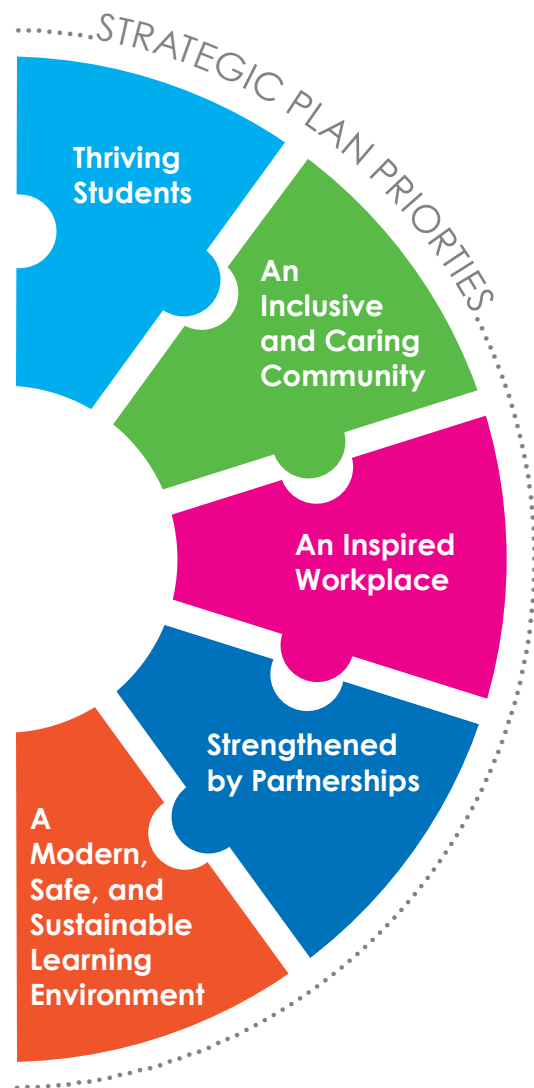 STRATEGIC PLAN PRIORTIES
Thriving
Students
An
Inclusive
and Caring
Community
An Inspired
Workplace
Strengthened
by Partnerships
A
Modern,
Safe, and
Sustainable
Learning
Environment